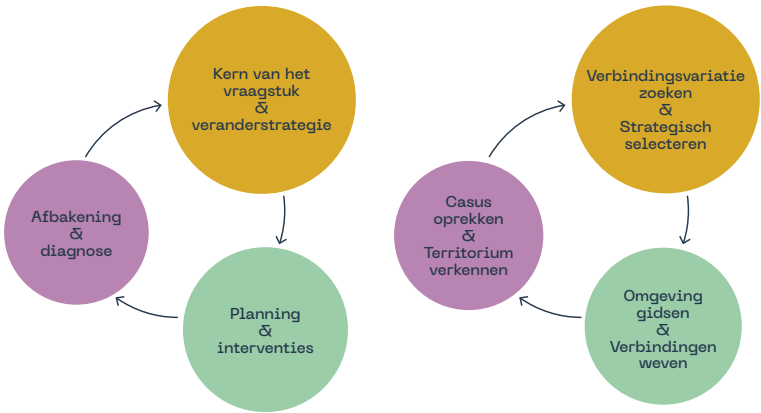 Kern van het
vraagstuk
&
veranderstrategie
Afbakening
&
diagnose
Planning
&
interventies
Verbindingsvariatie
zoeken
&
Strategisch
selecteren
Casus
oprekken
&
Territorium
verkennen
Omgeving
gidsen
&
Verbindingen
weven